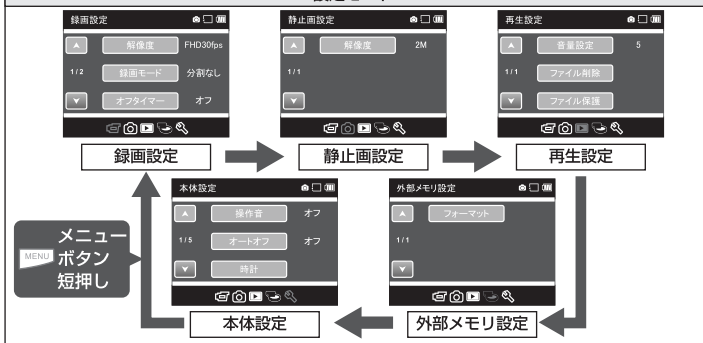 録画設定
解像度 FHD30fps
1/2 録画モード 分割なし
オフタイマー オフ
録画設定
静止画設定
解像度 2M
1/1
静止画設定
再生設定
音量設定 5
1/1 ファイル削除
ファイル保護
再生設定
メニュー
MENU ボタン
短押し
本体設定
操作音 オフ
1/5 オートオフ オフ
時計
本体設定
外部メモリ設定
フォーマット
1/1
外部メモリ設定